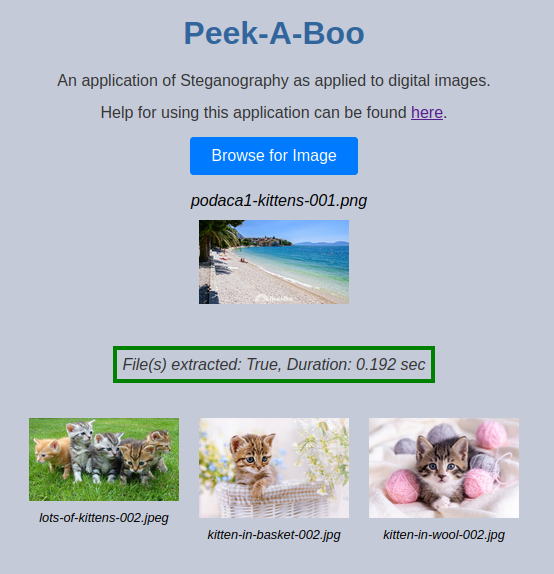 Peek-A-Boo
An application of Steganography as applied to digital images.
Help for using this application can be found here.
Browse for Image
podaca1-kittens-001.png
File(s) extracted: True, Duration: 0.192 sec
lots-of-kittens-002.jpeg
kitten-in-basket-002.jpg
kitten-in-wool-002.jpg